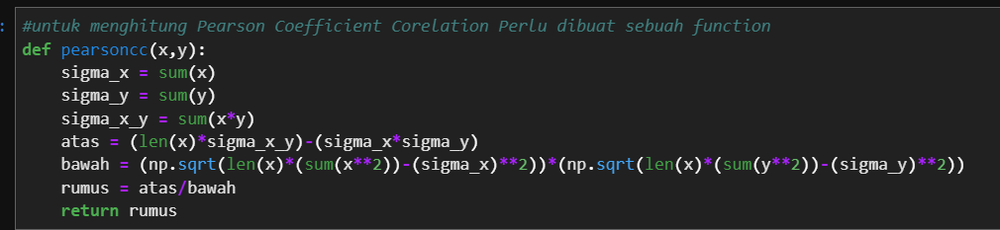 :
#untuk menghitung Pearson Coefficient Corelation Perlu dibuat sebuah function
def pearsoncc(x,y):
    sigma_x = sum(x)
    sigma_y = sum(y)
    sigma_x_y = sum(x*y)
    atas = (len(x)*sigma_x_y)-(sigma_x*sigma_y)
    bawah = (np.sqrt(len(x)*(sum(x**2))-(sigma_x)**2))*(np.sqrt(len(x)*(sum(y**2))-(sigma_y)**2))
    rumus = atas/bawah
    return rumus